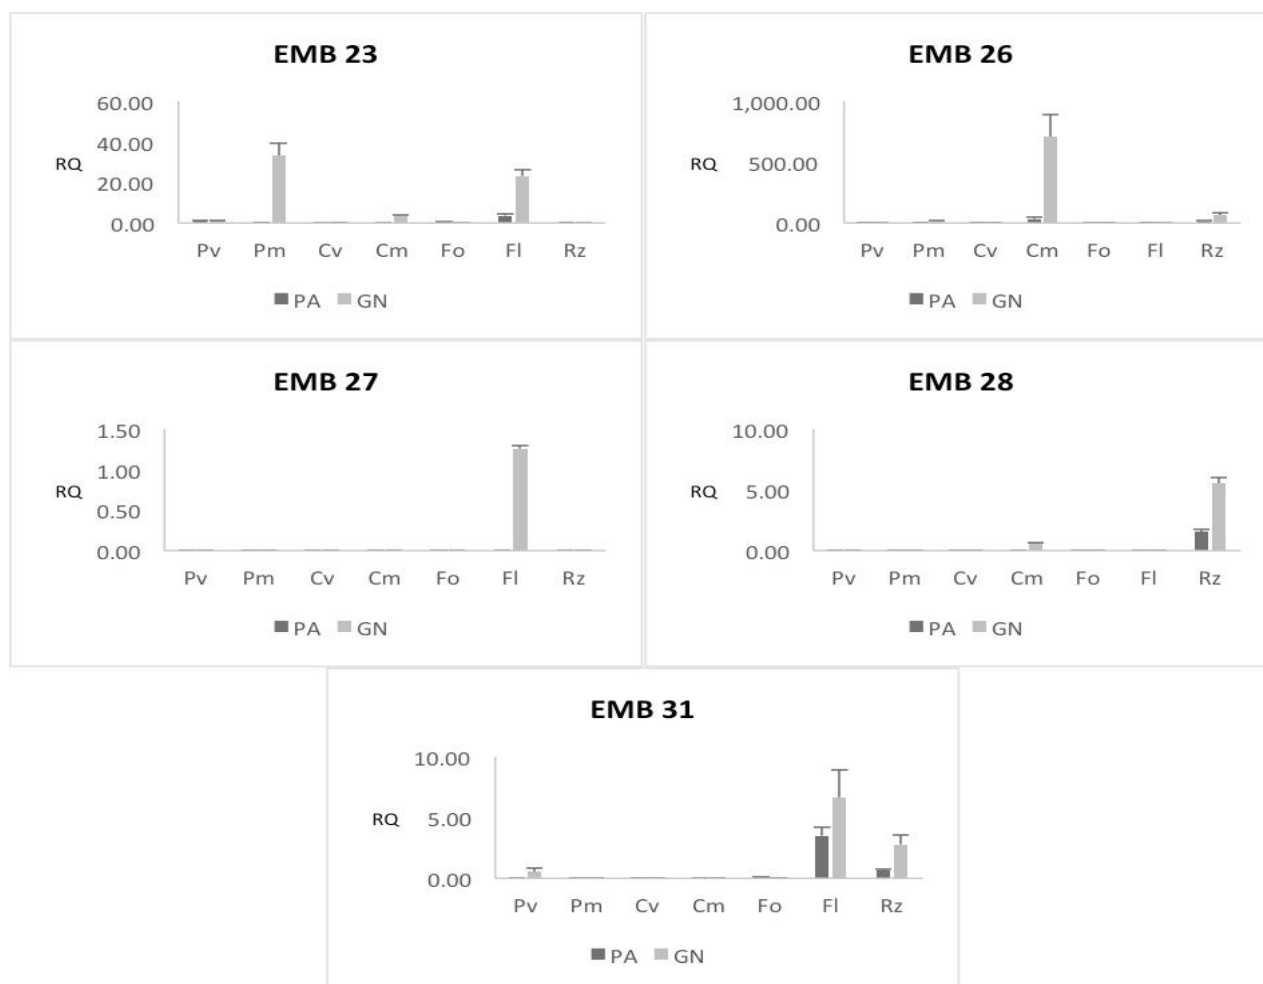 EMB 23
60.00
40.00
RQ
20.00
0.00
Pv Pm Cv Cm Fo Fl Rz
PA GN
EMB 26
1,000.00
RQ 500.00
0.00
Pv Pm Cv Cm Fo Fl Rz
PA GN
EMB 27
1.50
1.00
RQ
0.50
0.00
Pv Pm Cv Cm Fo Fl Rz
PA GN
EMB 28
10.00
RQ 5.00
0.00
Pv Pm Cv Cm Fo Fl Rz
PA GN
EMB 31
10.00
RQ 5.00
0.00
Pv Pm Cv Cm Fo Fl Rz
PA GN